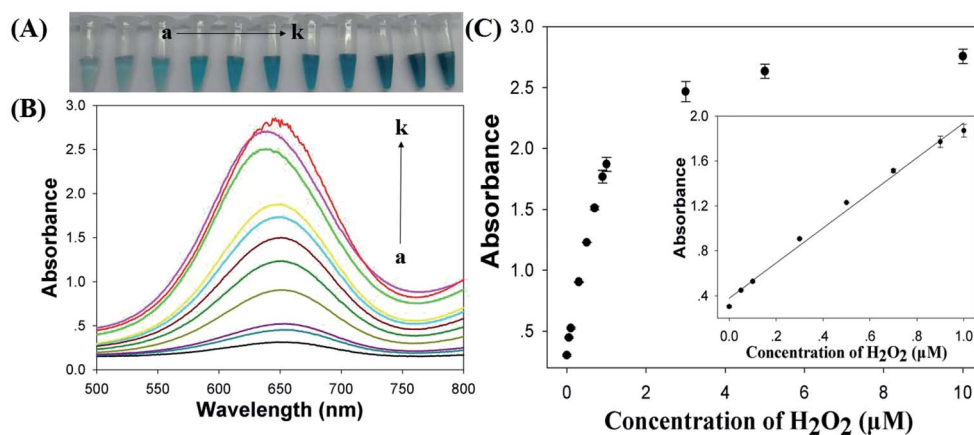 (A)
a k
(B)
3.0
2.5
2.0
1.5
1.0
.5
0.0
500 550 600 650 700 750 800
Absorbance
Wavelength (nm)
k
a
(C)
3.0
2.5
2.0
1.5
1.0
.5
0 2 4 6 8 10
Absorbance
Concentration of H₂O₂ (µM)
2.0
1.6
1.2
.8
.4
0.0 .2 .4 .6 .8 1.0
Absorbance
Concentration of H₂O₂ (µM)